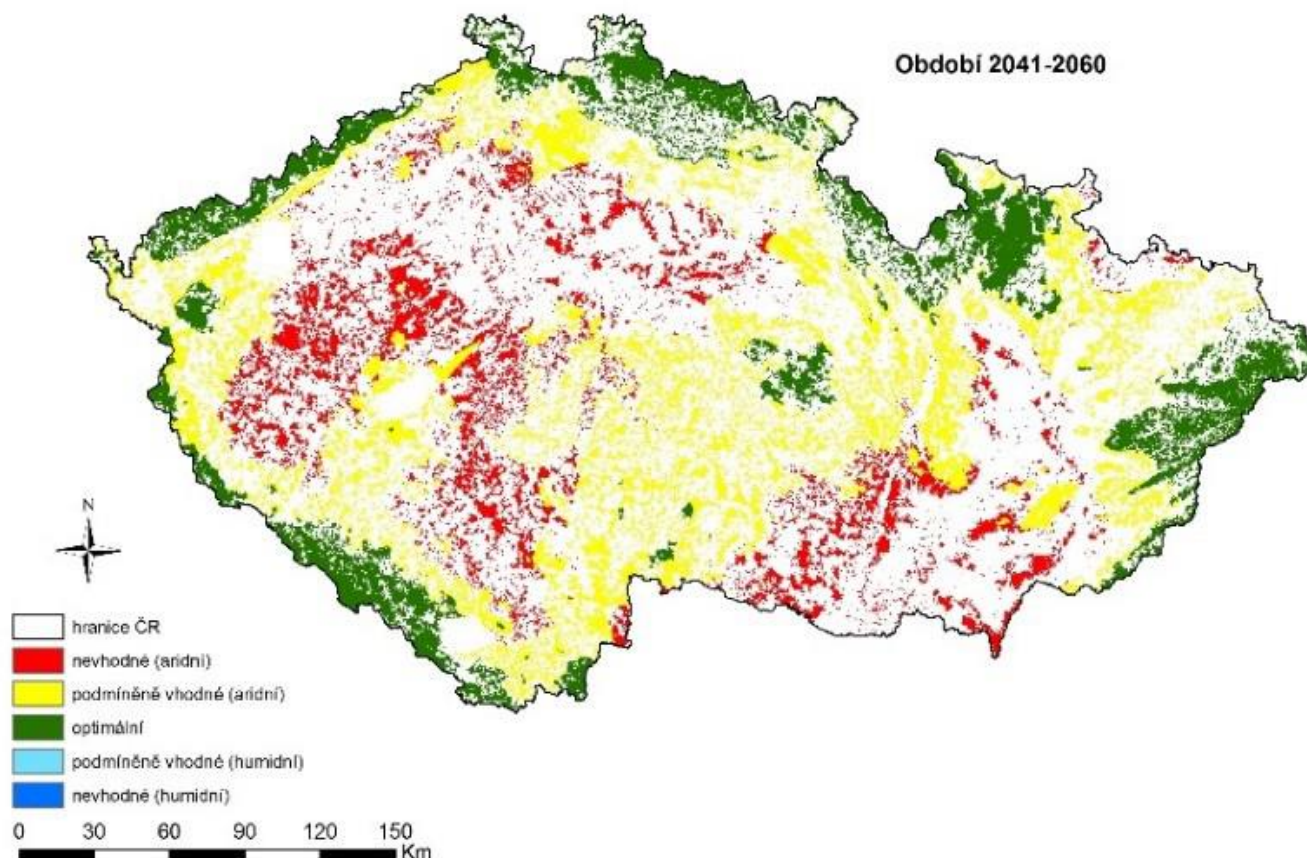 Období 2041-2060
N
hranice ČR
nevhodné (aridní)
podmíněně vhodné (aridní)
optimální
podmíněně vhodné (humidní)
nevhodné (humidní)
0 30 60 90 120 150
Km